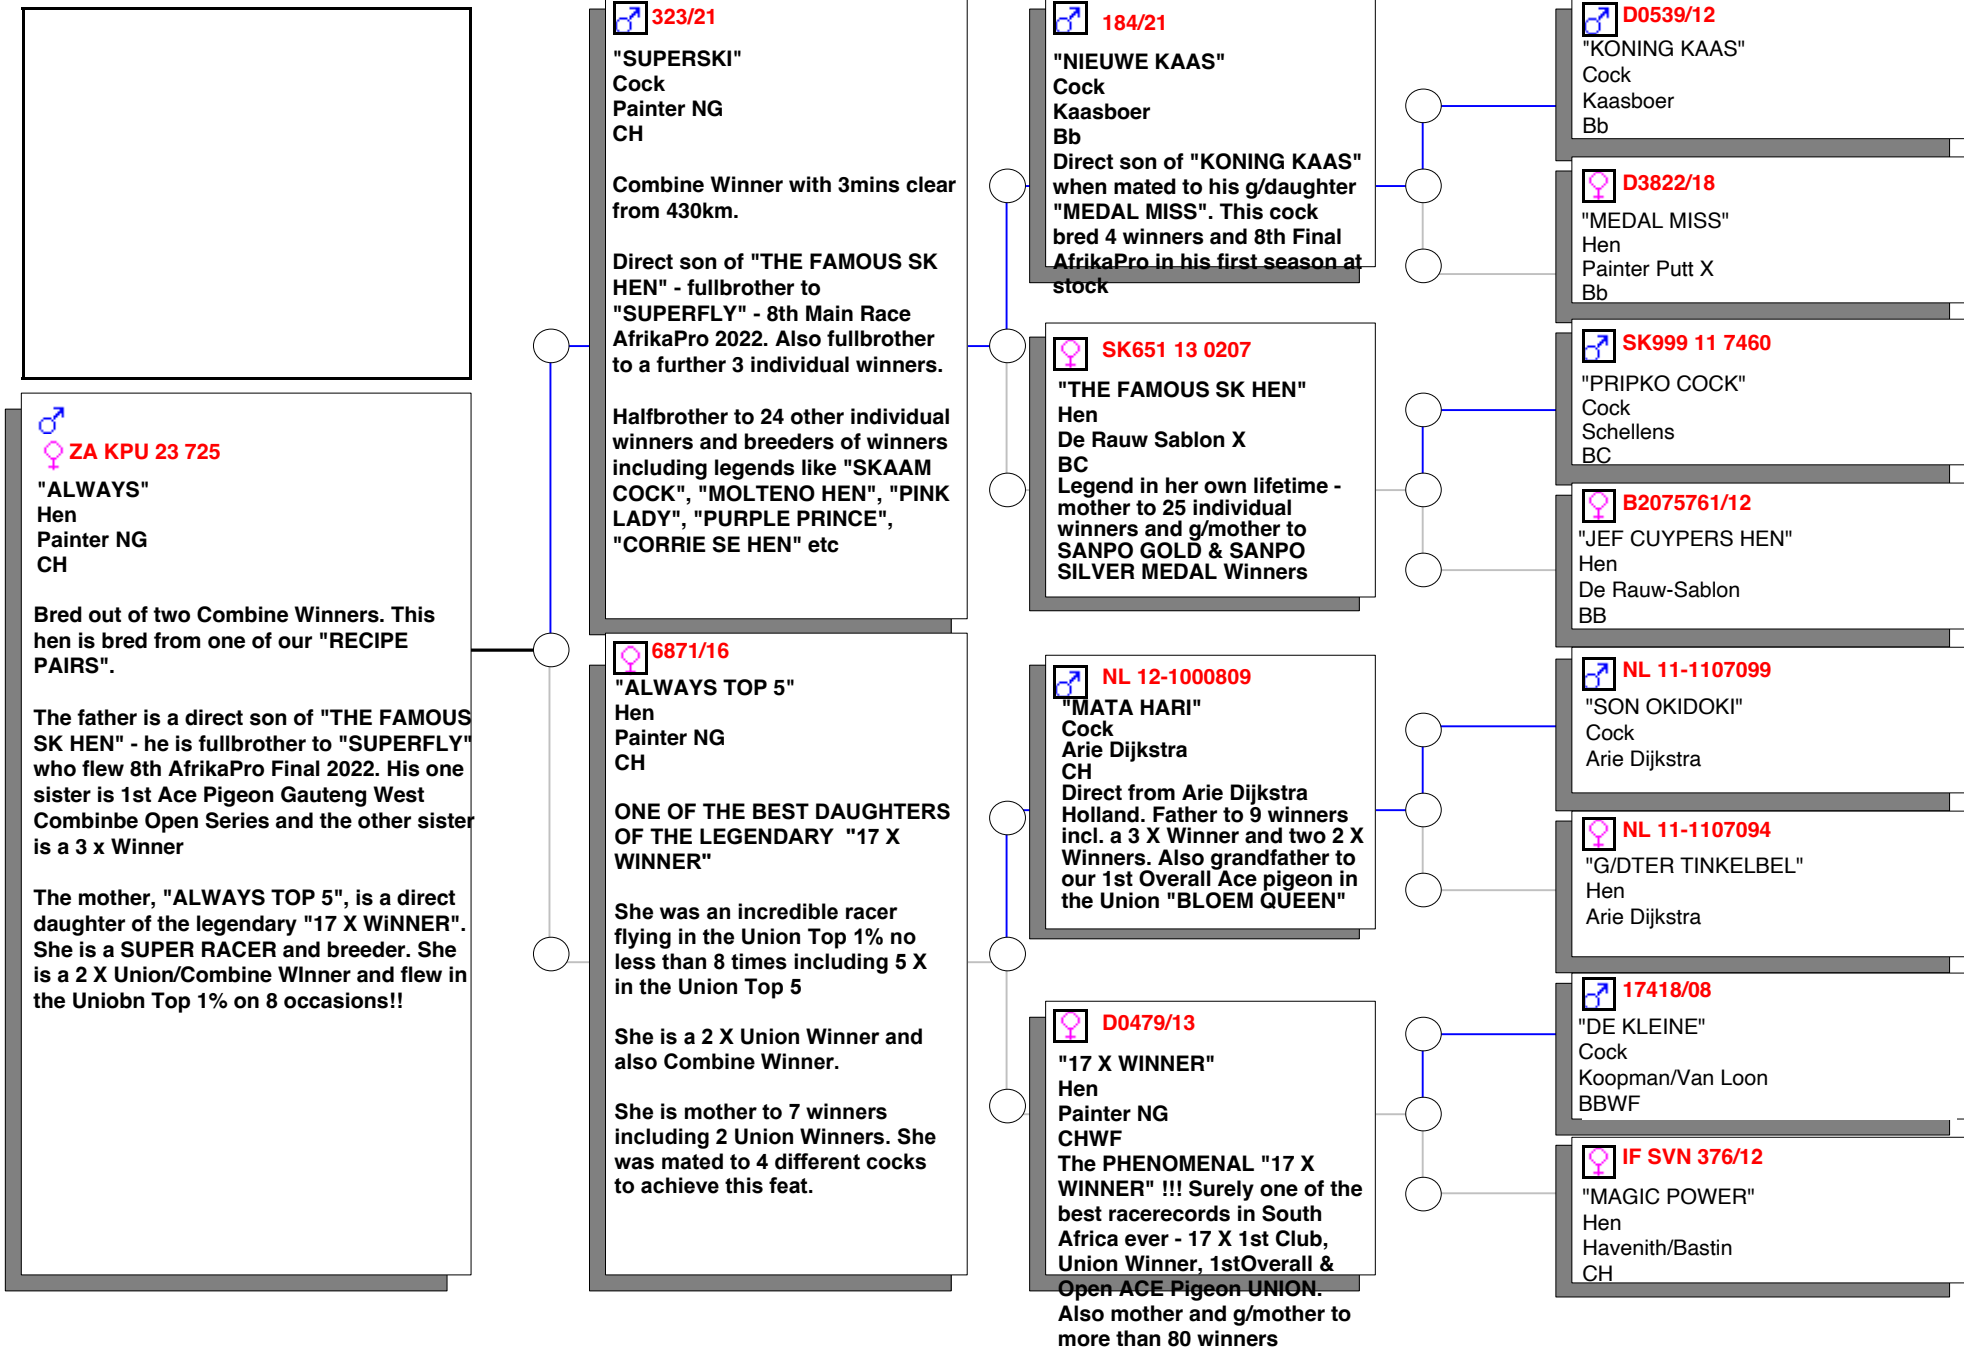 ZA KPU 23 725
"ALWAYS"
Hen
Painter NG
CH
Bred out of two Combine Winners. This
hen is bred from one of our "RECIPE
PAIRS".
The father is a direct son of "THE FAMOUS
SK HEN" - he is fullbrother to "SUPERFLY"
who flew 8th AfrikaPro Final 2022. His one
sister is 1st Ace Pigeon Gauteng West
Combinbe Open Series and the other sister
is a 3 x Winner
The mother, "ALWAYS TOP 5", is a direct
daughter of the legendary "17 X WiNNER".
She is a SUPER RACER and breeder. She
is a 2 X Union/Combine WInner and flew in
the Uniobn Top 1% on 8 occasions!!
323/21
"SUPERSKI"
Cock
Painter NG
CH
Combine Winner with 3mins clear
from 430km.
Direct son of "THE FAMOUS SK
HEN" - fullbrother to
"SUPERFLY" - 8th Main Race
AfrikaPro 2022. Also fullbrother
to a further 3 individual winners.
Halfbrother to 24 other individual
winners and breeders of winners
including legends like "SKAAM
COCK", "MOLTENO HEN", "PINK
LADY", "PURPLE PRINCE",
"CORRIE SE HEN" etc
6871/16
"ALWAYS TOP 5"
Hen
Painter NG
CH
ONE OF THE BEST DAUGHTERS
OF THE LEGENDARY "17 X
WINNER"
She was an incredible racer
flying in the Union Top 1% no
less than 8 times including 5 X
in the Union Top 5
She is a 2 X Union Winner and
also Combine Winner.
She is mother to 7 winners
including 2 Union Winners. She
was mated to 4 different cocks
to achieve this feat.
184/21
"NIEUWE KAAS"
Cock
Kaasboer
Bb
Direct son of "KONING KAAS"
when mated to his g/daughter
"MEDAL MISS". This cock
bred 4 winners and 8th Final
AfrikaPro in his first season at
stock
SK651 13 0207
"THE FAMOUS SK HEN"
Hen
De Rauw Sablon X
BC
Legend in her own lifetime -
mother to 25 individual
winners and g/mother to
SANPO GOLD & SANPO
SILVER MEDAL Winners
NL 12-1000809
"MATA HARI"
Cock
Arie Dijkstra
CH
Direct from Arie Dijkstra
Holland. Father to 9 winners
incl. a 3 X Winner and two 2 X
Winners. Also grandfather to
our 1st Overall Ace pigeon in
the Union "BLOEM QUEEN"
D0479/13
"17 X WINNER"
Hen
Painter NG
CHWF
The PHENOMENAL "17 X
WINNER" !!! Surely one of the
best racerecords in South
Africa ever - 17 X 1st Club,
Union Winner, 1stOverall &
Open ACE Pigeon UNION.
Also mother and g/mother to
more than 80 winners
D0539/12
"KONING KAAS"
Cock
Kaasboer
Bb
D3822/18
"MEDAL MISS"
Hen
Painter Putt X
Bb
SK999 11 7460
"PRIPKO COCK"
Cock
Schellens
BC
B2075761/12
"JEF CUYPERS HEN"
Hen
De Rauw-Sablon
BB
NL 11-1107099
"SON OKIDOKI"
Cock
Arie Dijkstra
NL 11-1107094
"G/DTER TINKELBEL"
Hen
Arie Dijkstra
17418/08
"DE KLEINE"
Cock
Koopman/Van Loon
BBWF
IF SVN 376/12
"MAGIC POWER"
Hen
Havenith/Bastin
CH